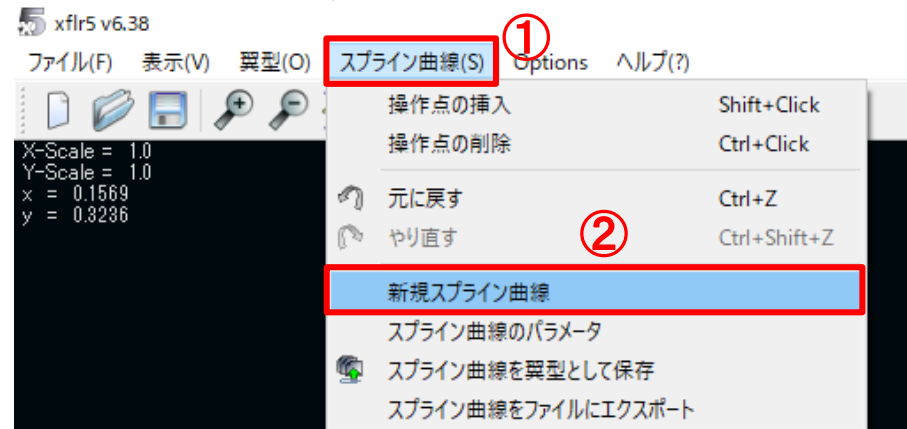 xflr5 v6.38
①
ファイル(F) 表示(V) 翼型(O) スプライン曲線(S) Options ヘルプ(?)
操作点の挿入 Shift+Click
操作点の削除 Ctrl+Click
X-Scale = 1.0
Y-Scale = 1.0
x = 0.1569
y = 0.3236
元に戻す Ctrl+Z
やり直す Ctrl+Shift+Z
②
新規スプライン曲線
スプライン曲線のパラメータ
スプライン曲線を翼型として保存
スプライン曲線をファイルにエクスポート